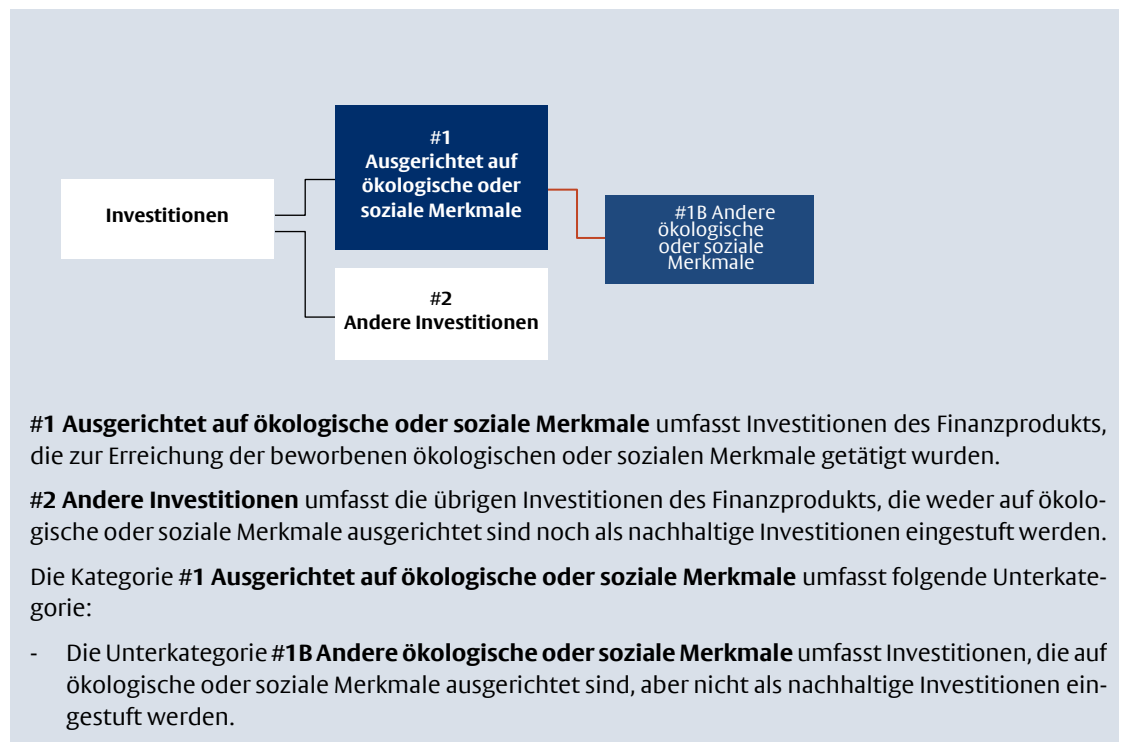 #1
Ausgerichtet auf
ökologische oder
soziale Merkmale
Investitionen
#1B Andere
ökologische
oder soziale
Merkmale
#2
Andere Investitionen
#1 Ausgerichtet auf ökologische oder soziale Merkmale umfasst Investitionen des Finanzprodukts,
die zur Erreichung der beworbenen ökologischen oder sozialen Merkmale getätigt wurden.
#2 Andere Investitionen umfasst die übrigen Investitionen des Finanzprodukts, die weder auf ökolo-
gische oder soziale Merkmale ausgerichtet sind noch als nachhaltige Investitionen eingestuft werden.
Die Kategorie #1 Ausgerichtet auf ökologische oder soziale Merkmale umfasst folgende Unterkate-
gorie:
- Die Unterkategorie #1B Andere ökologische oder soziale Merkmale umfasst Investitionen, die auf
ökologische oder soziale Merkmale ausgerichtet sind, aber nicht als nachhaltige Investitionen ein-
gestuft werden.